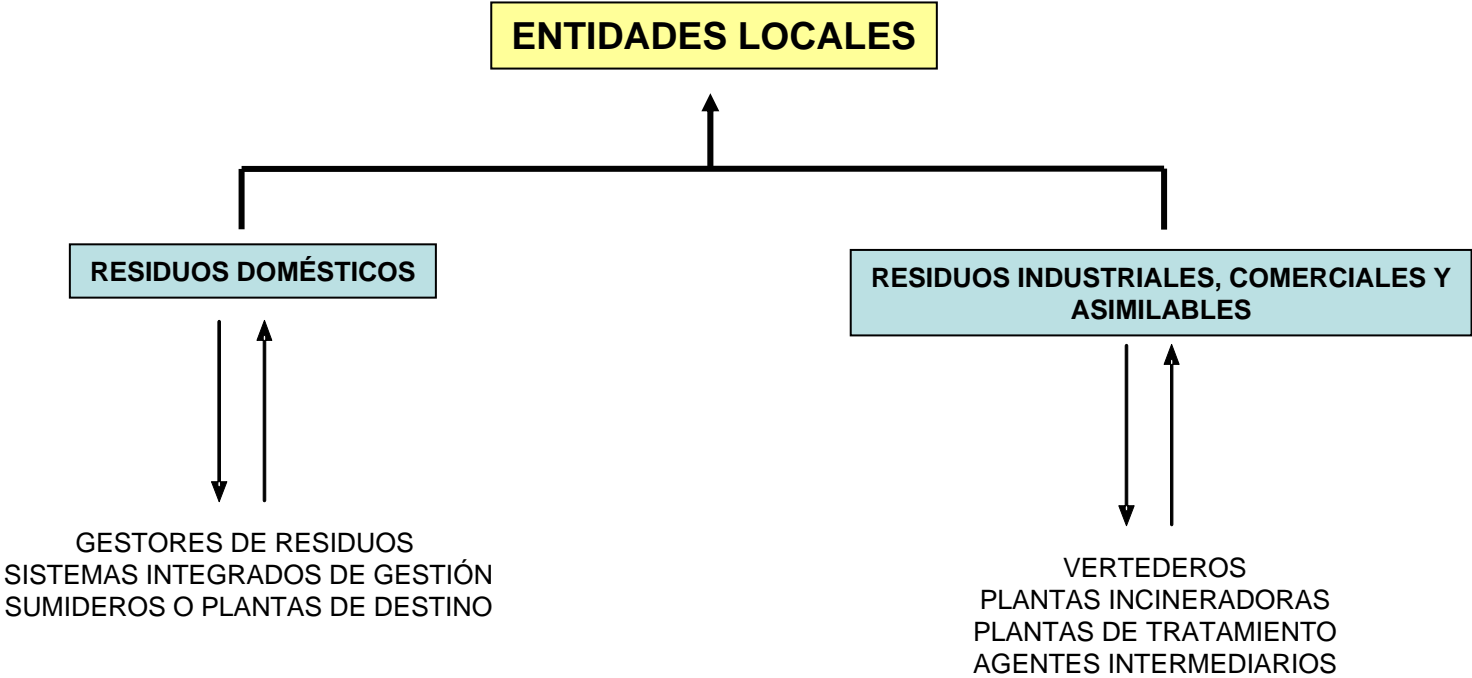 ENTIDADES LOCALES
RESIDUOS DOMÉSTICOS
RESIDUOS INDUSTRIALES, COMERCIALES Y
ASIMILABLES
GESTORES DE RESIDUOS
SISTEMAS INTEGRADOS DE GESTIÓN
SUMIDEROS O PLANTAS DE DESTINO
VERTEDEROS
PLANTAS INCINERADORAS
PLANTAS DE TRATAMIENTO
AGENTES INTERMEDIARIOS